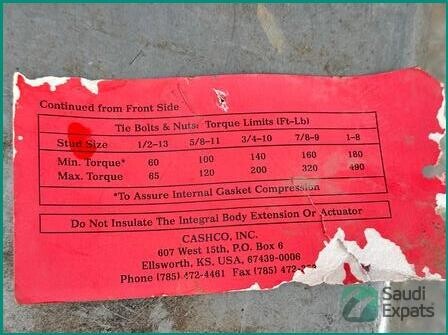 Continued from Front Side
Tie Bolts & Nuts: Torque Limits (Ft-Lb)
Stud Size 1/2-13 5/8-11 3/4-10 7/8-9 1-8
Min. Torque* 60 100 140 160 180
Max. Torque 65 120 200 320 490
*To Assure Internal Gasket Compression
Do Not Insulate The Integral Body Extension Or Actuator
CASHCO, INC.
607 West 15th, P.O. Box 6
Ellsworth, KS. USA, 67439-0006
Phone (785) 472-4461 Fax (785) 472-
Saudi
Expats